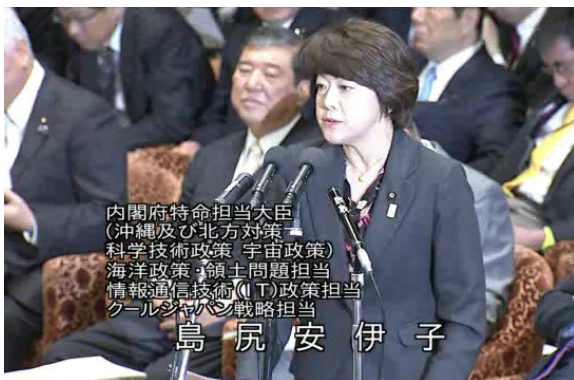 内閣府特命担当大臣
(沖縄及び北方対策
科学技術政策 宇宙政策)
海洋政策・領土問題担当
情報通信技術(IT)政策担当
クールジャパン戦略担当
島尻安伊子